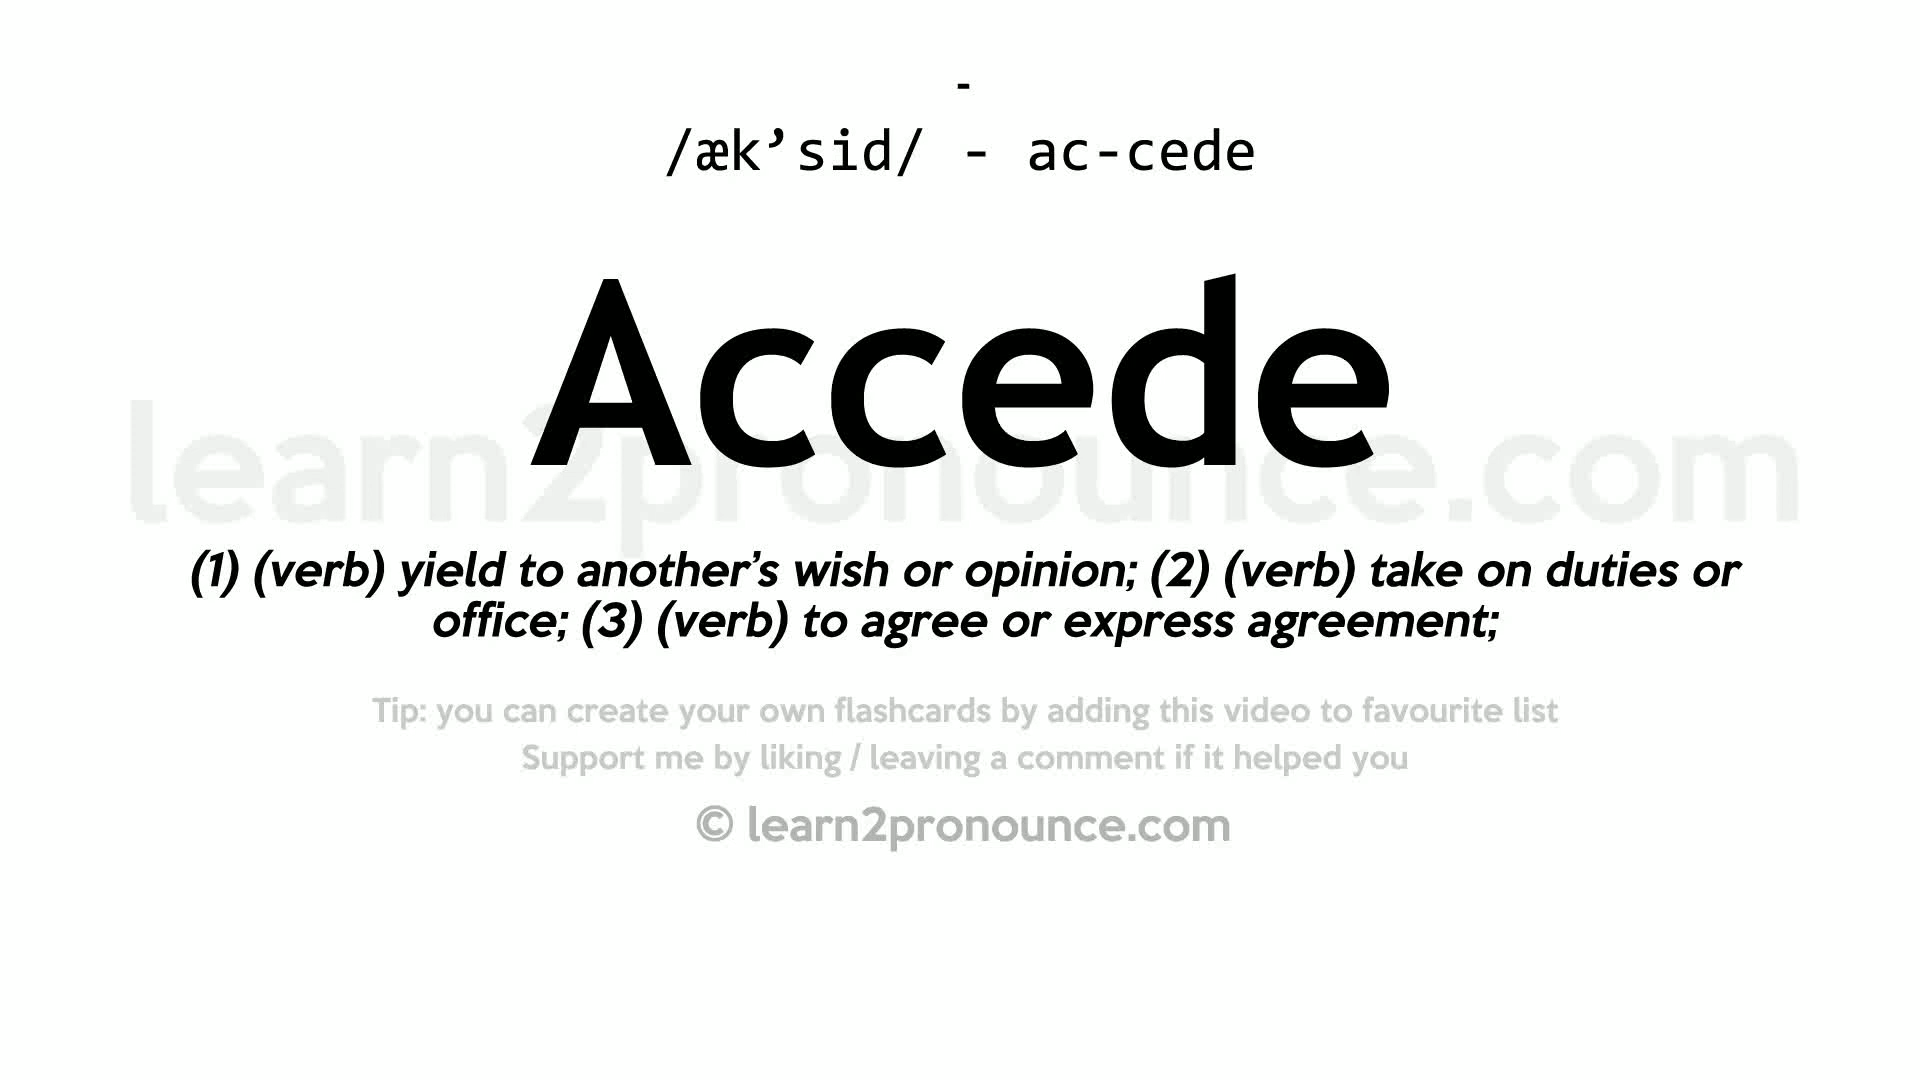 -
/æk’sid/ - ac-cede
Accede
learn2pronounce.com
(1) (verb) yield to another’s wish or opinion; (2) (verb) take on duties or
office; (3) (verb) to agree or express agreement;
Tip: you can create your own flashcards by adding this video to favourite list
Support me by liking / leaving a comment if it helped you
© learn2pronounce.com